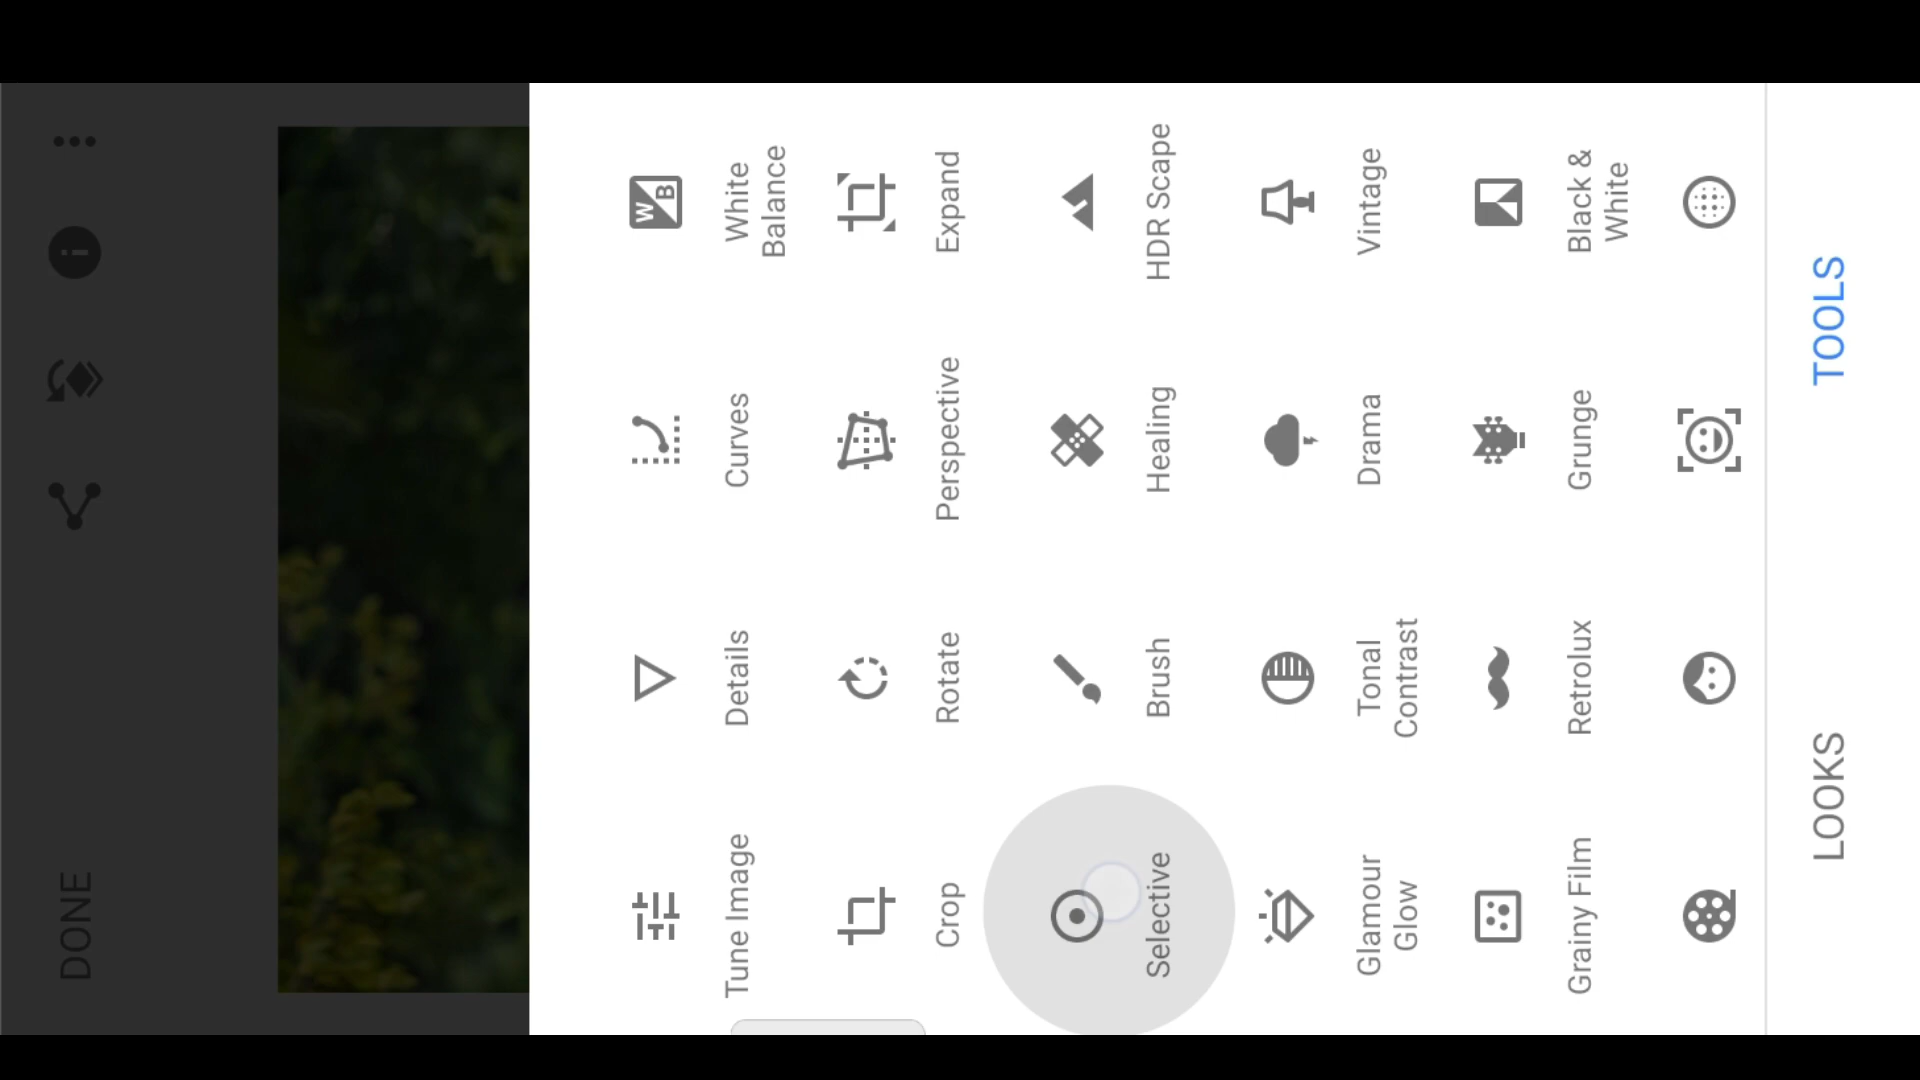 DONE
Tune Image
Details
Curves
W B
White
Balance
Crop
Rotate
Perspective
Expand
Selective
Brush
Healing
HDR Scape
Glamour
Glow
Tonal
Contrast
Drama
Vintage
Grainy Film
Retrolux
Grunge
Black &
White
LOOKS
TOOLS